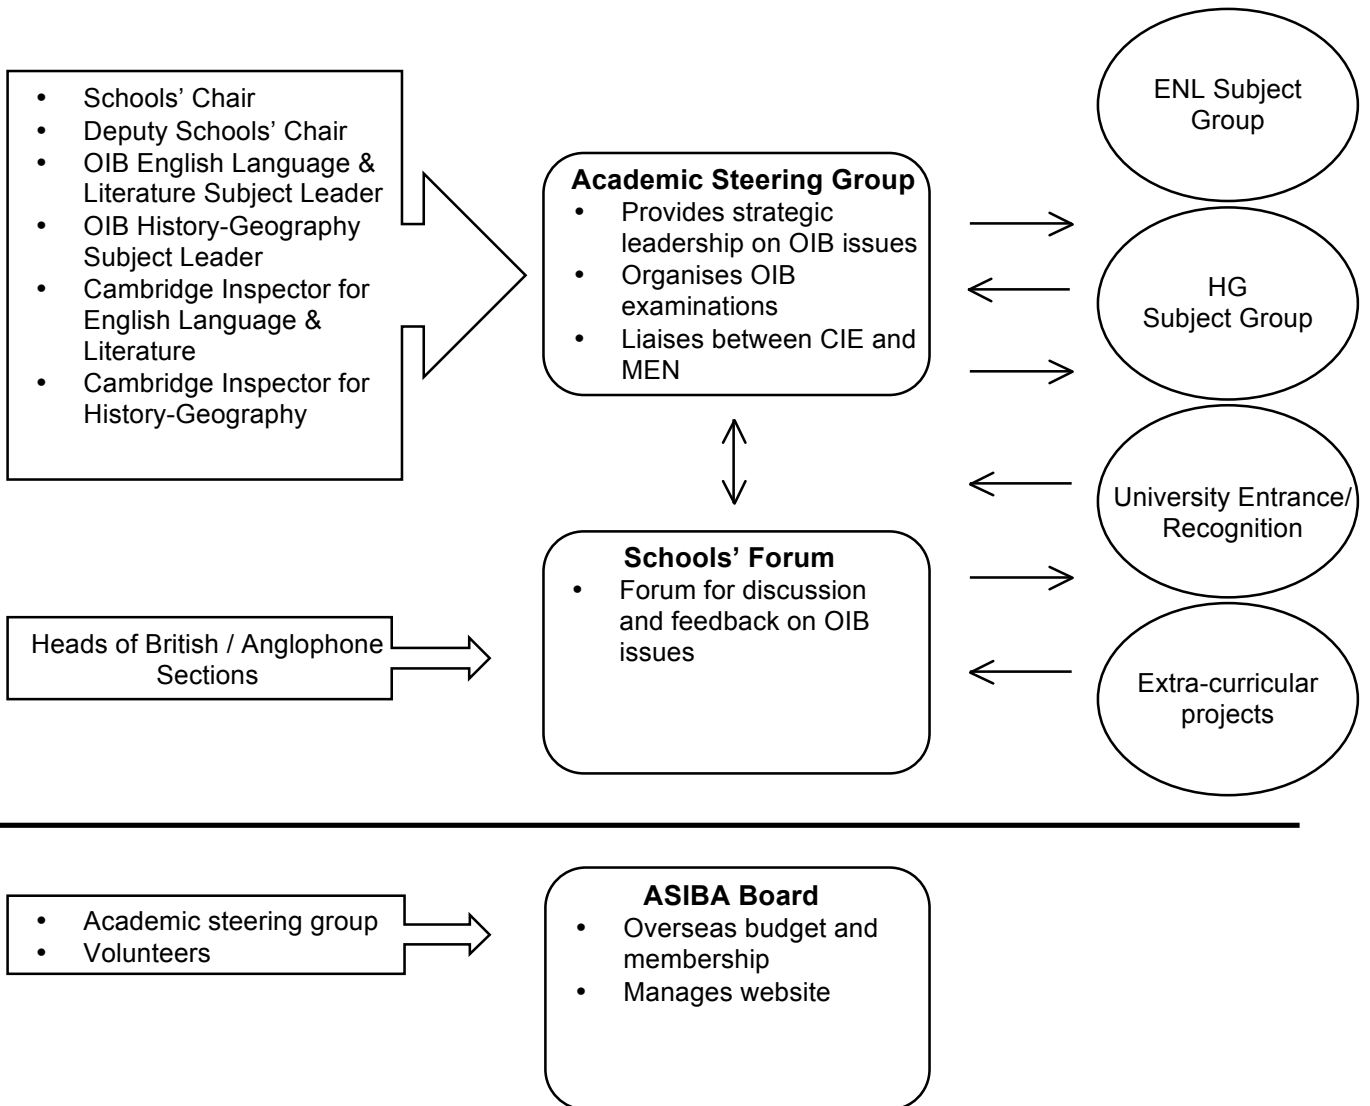 • Schools’ Chair
• Deputy Schools’ Chair
• OIB English Language &
Literature Subject Leader
• OIB History-Geography
Subject Leader
• Cambridge Inspector for
English Language &
Literature
• Cambridge Inspector for
History-Geography
Academic Steering Group
• Provides strategic
leadership on OIB issues
• Organises OIB
examinations
• Liaises between CIE and
MEN
ENL Subject
Group
HG
Subject Group
University Entrance/
Recognition
Extra-curricular
projects
Heads of British / Anglophone
Sections
Schools’ Forum
• Forum for discussion
and feedback on OIB
issues
• Academic steering group
• Volunteers
ASIBA Board
• Overseas budget and
membership
• Manages website